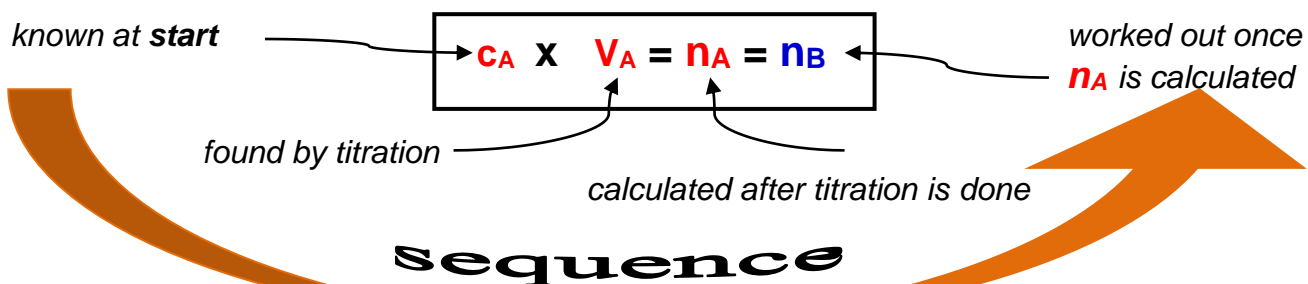 known at start
cA x VA = nA = nB
worked out once
nA is calculated
found by titration
calculated after titration is done
sequence